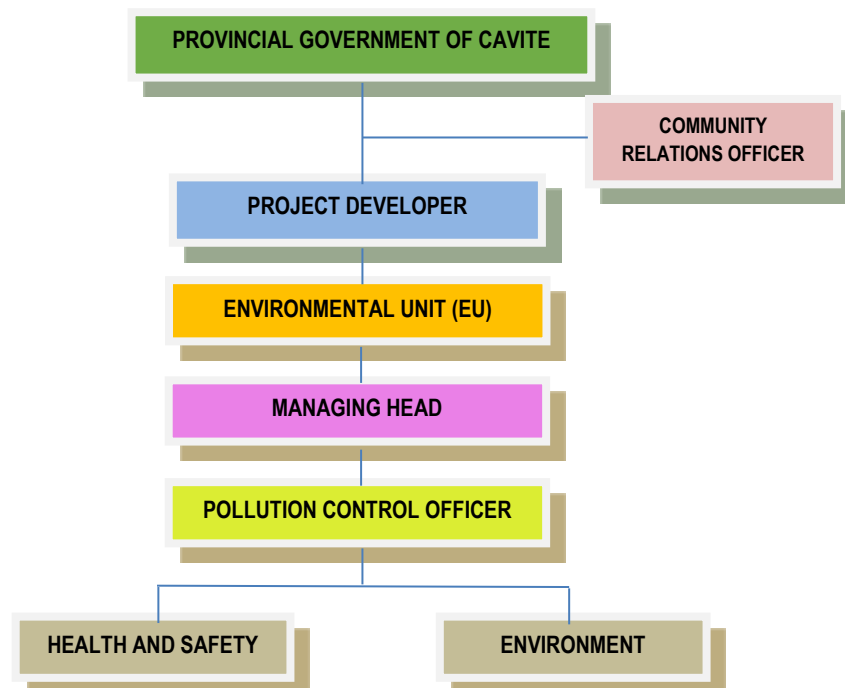 PROVINCIAL GOVERNMENT OF CAVITE
COMMUNITY
RELATIONS OFFICER
PROJECT DEVELOPER
ENVIRONMENTAL UNIT (EU)
MANAGING HEAD
POLLUTION CONTROL OFFICER
HEALTH AND SAFETY
ENVIRONMENT